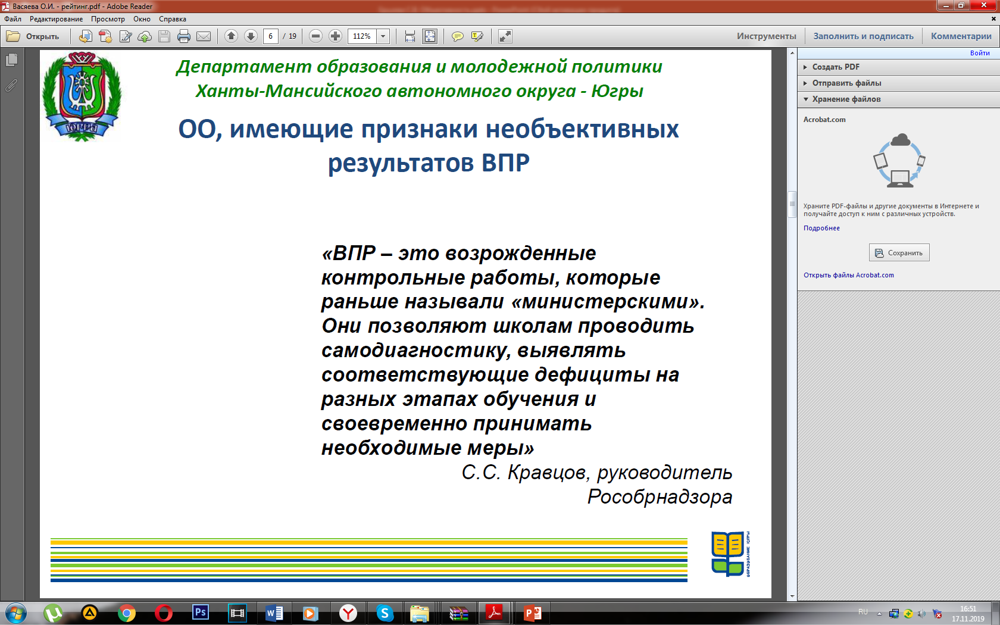 Васяева О.И. - рейтинг.pdf - Adobe Reader
Файл Редактирование Просмотр Окно Справка
Открыть 6 / 19 112% Инструменты Заполнить и подписать Комментарии
Войти
Создать PDF
Отправить файлы
Хранение файлов
Acrobat.com
Храните PDF-файлы и другие документы в Интернете и
получайте доступ к ним с различных устройств.
Подробнее
Сохранить
Открыть файлы Acrobat.com
Департамент образования и молодежной политики
Ханты-Мансийского автономного округа - Югры
ЮГРЫ
ОО, имеющие признаки необъективных
результатов ВПР
«ВПР – это возрожденные
контрольные работы, которые
раньше называли «министерскими».
Они позволяют школам проводить
самодиагностику, выявлять
соответствующие дефициты на
разных этапах обучения и
своевременно принимать
необходимые меры»
С.С. Кравцов, руководитель
Рособрнадзора
ОБРАЗОВАНИЕ ЮГРЫ
Ps
RU
16:51
17.11.2019